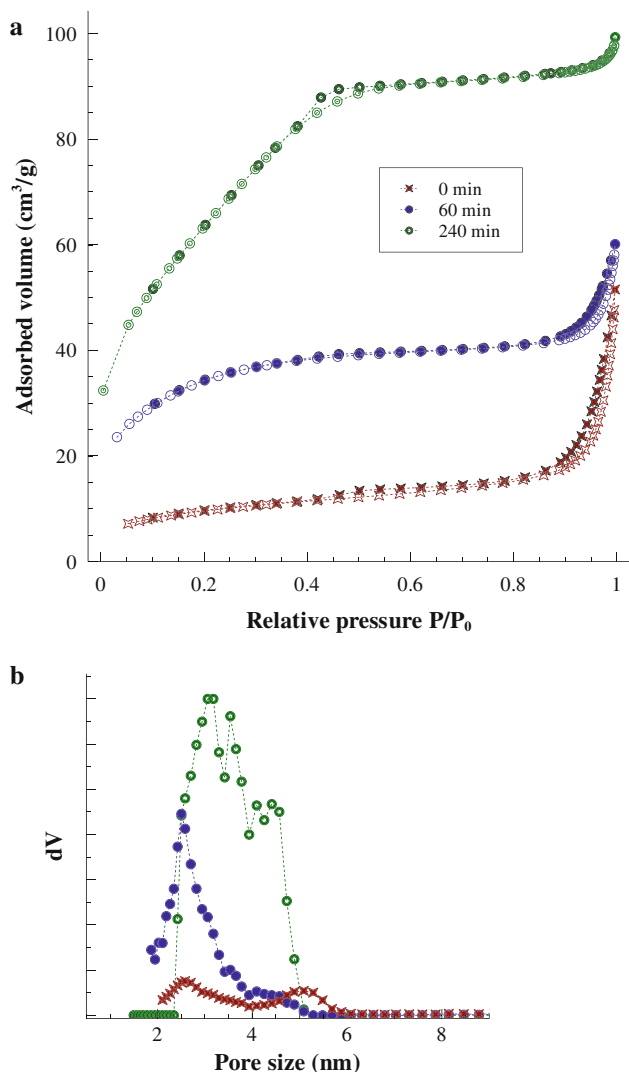 a
100
80
60
40
20
0
Adsorbed volume (cm³/g)
0 min
60 min
240 min
0 0.2 0.4 0.6 0.8 1
Relative pressure P/P₀
b
dV
2 4 6 8
Pore size (nm)